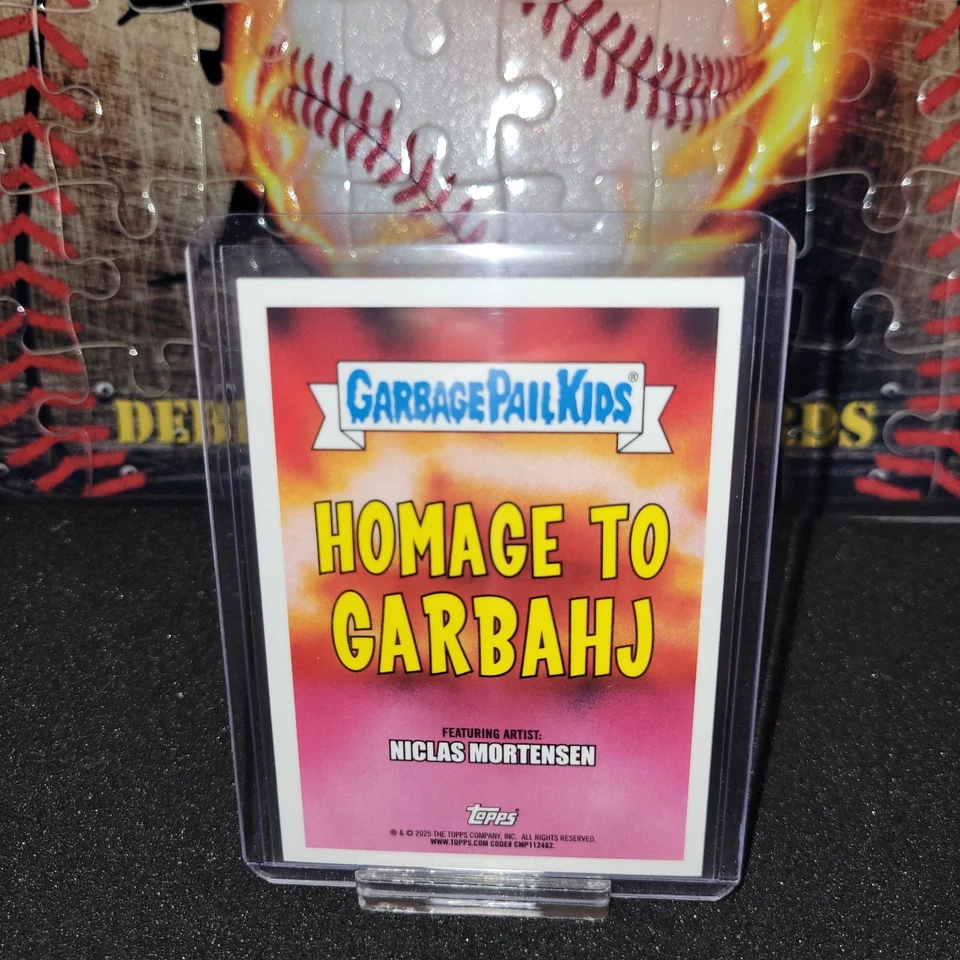 GARBAGE PAIL KIDS®
HOMAGE TO
GARBAHJ
FEATURING ARTIST:
NICLAS MORTENSEN
topps®
® & © 2025 THE TOPPS COMPANY, INC. ALL RIGHTS RESERVED.
WWW.TOPPS.COM CODE# CMP112482.